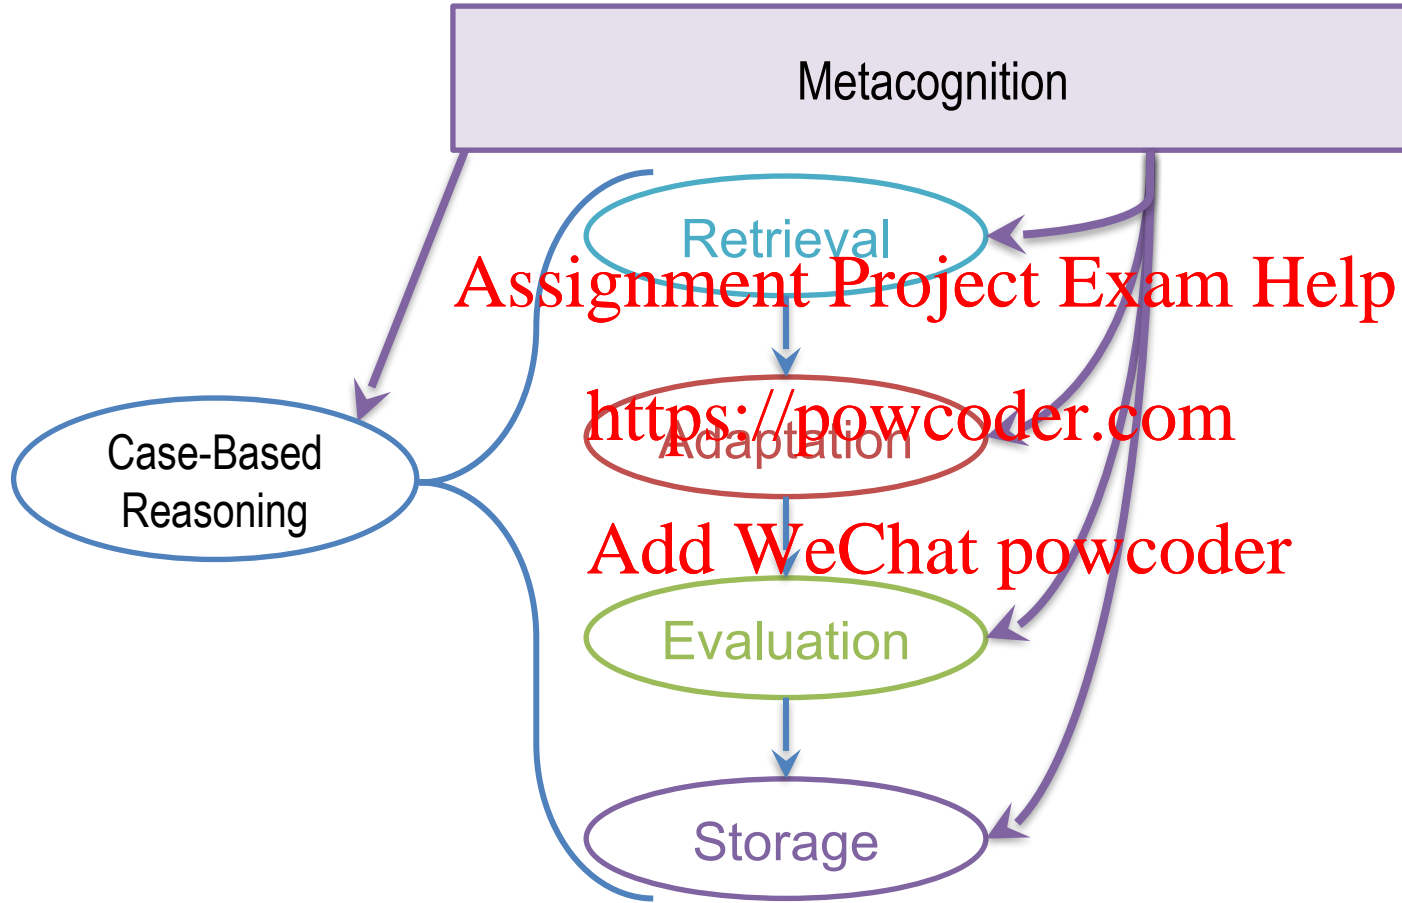 Metacognition
Retrieval
Assignment Project Exam Help
https://powcoder.com
Adaptation
Case-Based
Reasoning
Add WeChat powcoder
Evaluation
Storage